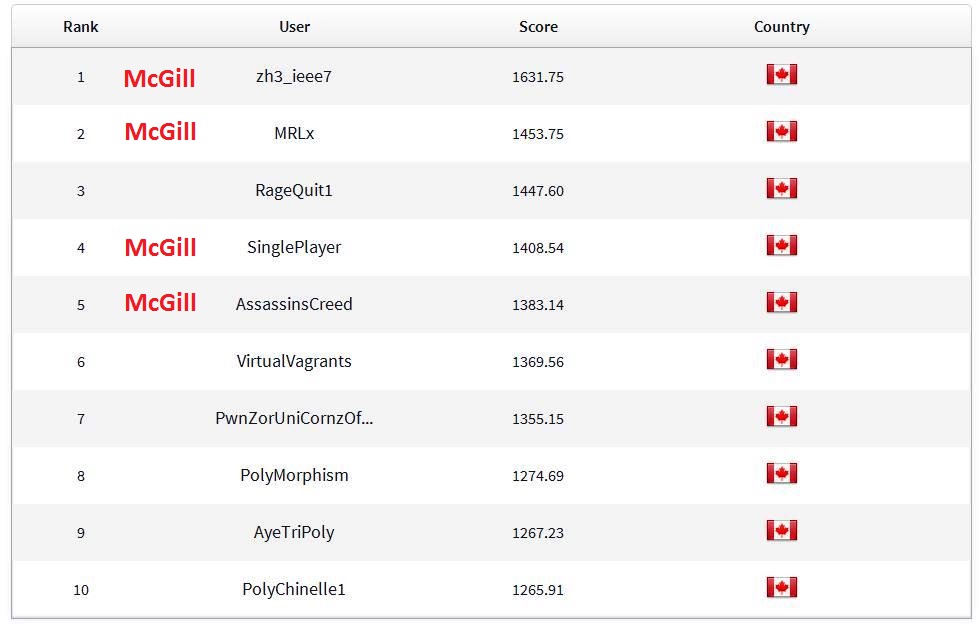 Rank User Score Country
1 McGill zh3_ieee7 1631.75
2 McGill MRLx 1453.75
3 RageQuit1 1447.60
4 McGill SinglePlayer 1408.54
5 McGill AssassinsCreed 1383.14
6 VirtualVagrants 1369.56
7 PwnZorUniCornzOf... 1355.15
8 PolyMorphism 1274.69
9 AyeTriPoly 1267.23
10 PolyChinelle1 1265.91